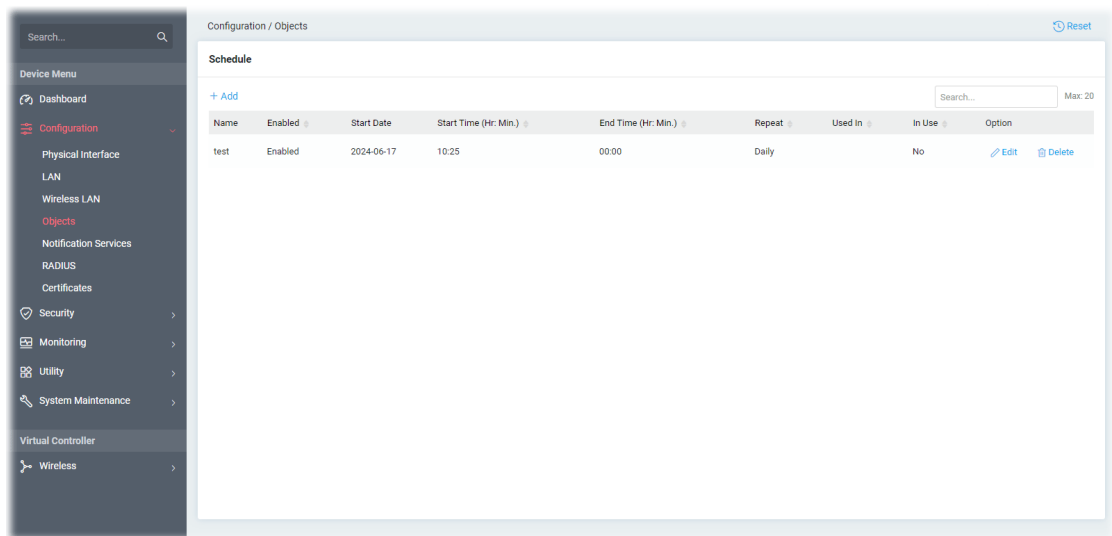 Search...
Device Menu
Dashboard
Configuration
Physical Interface
LAN
Wireless LAN
Objects
Notification Services
RADIUS
Certificates
Security
Monitoring
Utility
System Maintenance
Virtual Controller
Wireless
Configuration / Objects
Reset
Schedule
+ Add
Search...
Max: 20
Name Enabled Start Date Start Time (Hr: Min.) End Time (Hr: Min.) Repeat Used In In Use Option
test Enabled 2024-06-17 10:25 00:00 Daily No Edit Delete